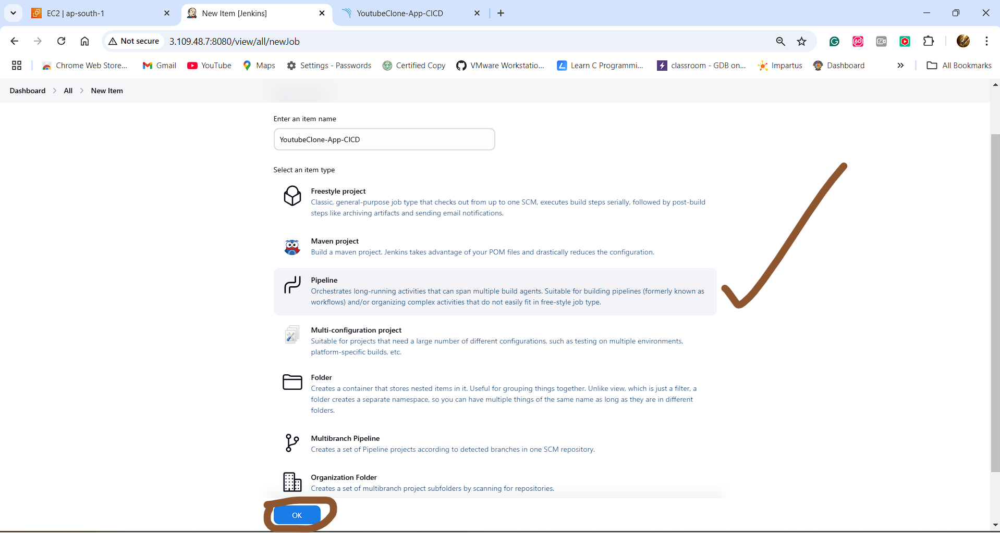 EC2 | ap-south-1
New Item [Jenkins]
YoutubeClone-App-CICD
Not secure
3.109.48.7:8080/view/all/newJob
Chrome Web Store...
Gmail
YouTube
Maps
Settings - Passwords
Certified Copy
VMware Workstatio...
Learn C Programmi...
classroom - GDB on...
Impartus
Dashboard
All Bookmarks
Dashboard > All > New Item
Enter an item name
YoutubeClone-App-CICD
Select an item type
Freestyle project
Classic, general-purpose job type that checks out from up to one SCM, executes build steps serially, followed by post-build
steps like archiving artifacts and sending email notifications.
Maven project
Build a maven project. Jenkins takes advantage of your POM files and drastically reduces the configuration.
Pipeline
Orchestrates long-running activities that can span multiple build agents. Suitable for building pipelines (formerly known as
workflows) and/or organizing complex activities that do not easily fit in free-style job type.
Multi-configuration project
Suitable for projects that need a large number of different configurations, such as testing on multiple environments,
platform-specific builds, etc.
Folder
Creates a container that stores nested items in it. Useful for grouping things together. Unlike view, which is just a filter, a
folder creates a separate namespace, so you can have multiple things of the same name as long as they are in different
folders.
Multibranch Pipeline
Creates a set of Pipeline projects according to detected branches in one SCM repository.
Organization Folder
Creates a set of multibranch project subfolders by scanning for repositories.
OK